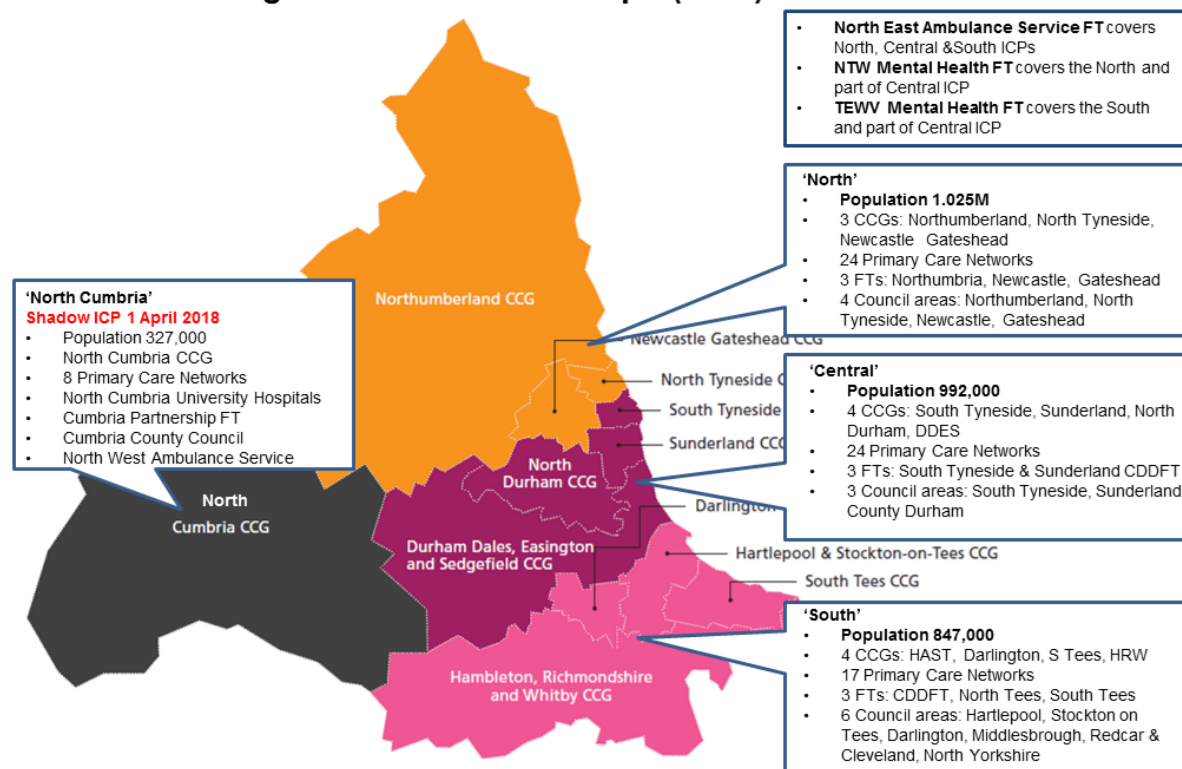 • North East Ambulance Service FT covers
North, Central &South ICPs
• NTW Mental Health FT covers the North and
part of Central ICP
• TEWV Mental Health FT covers the South
and part of Central ICP
'North'
• Population 1.025M
• 3 CCGs: Northumberland, North Tyneside,
Newcastle Gateshead
• 24 Primary Care Networks
• 3 FTs: Northumbria, Newcastle, Gateshead
• 4 Council areas: Northumberland, North
Tyneside, Newcastle, Gateshead
Northumberland CCG
'North Cumbria'
Shadow ICP 1 April 2018
• Population 327,000
• North Cumbria CCG
• 8 Primary Care Networks
• North Cumbria University Hospitals
• Cumbria Partnership FT
• Cumbria County Council
• North West Ambulance Service
Newcastle Gateshead CCG
North Tyneside
South Tyneside
Sunderland CCG
'Central'
• Population 992,000
• 4 CCGs: South Tyneside, Sunderland, North
Durham, DDES
• 24 Primary Care Networks
• 3 FTs: South Tyneside & Sunderland CDDFT
• 3 Council areas: South Tyneside, Sunderland
County Durham
North
Durham CCG
North
Cumbria CCG
Darlington
Durham Dales, Easington
and Sedgefield CCG
Hartlepool & Stockton-on-Tees CCG
South Tees CCG
Hambleton, Richmondshire
and Whitby CCG
'South'
• Population 847,000
• 4 CCGs: HAST, Darlington, S Tees, HRW
• 17 Primary Care Networks
• 3 FTs: CDDFT, North Tees, South Tees
• 6 Council areas: Hartlepool, Stockton on
Tees, Darlington, Middlesbrough, Redcar &
Cleveland, North Yorkshire